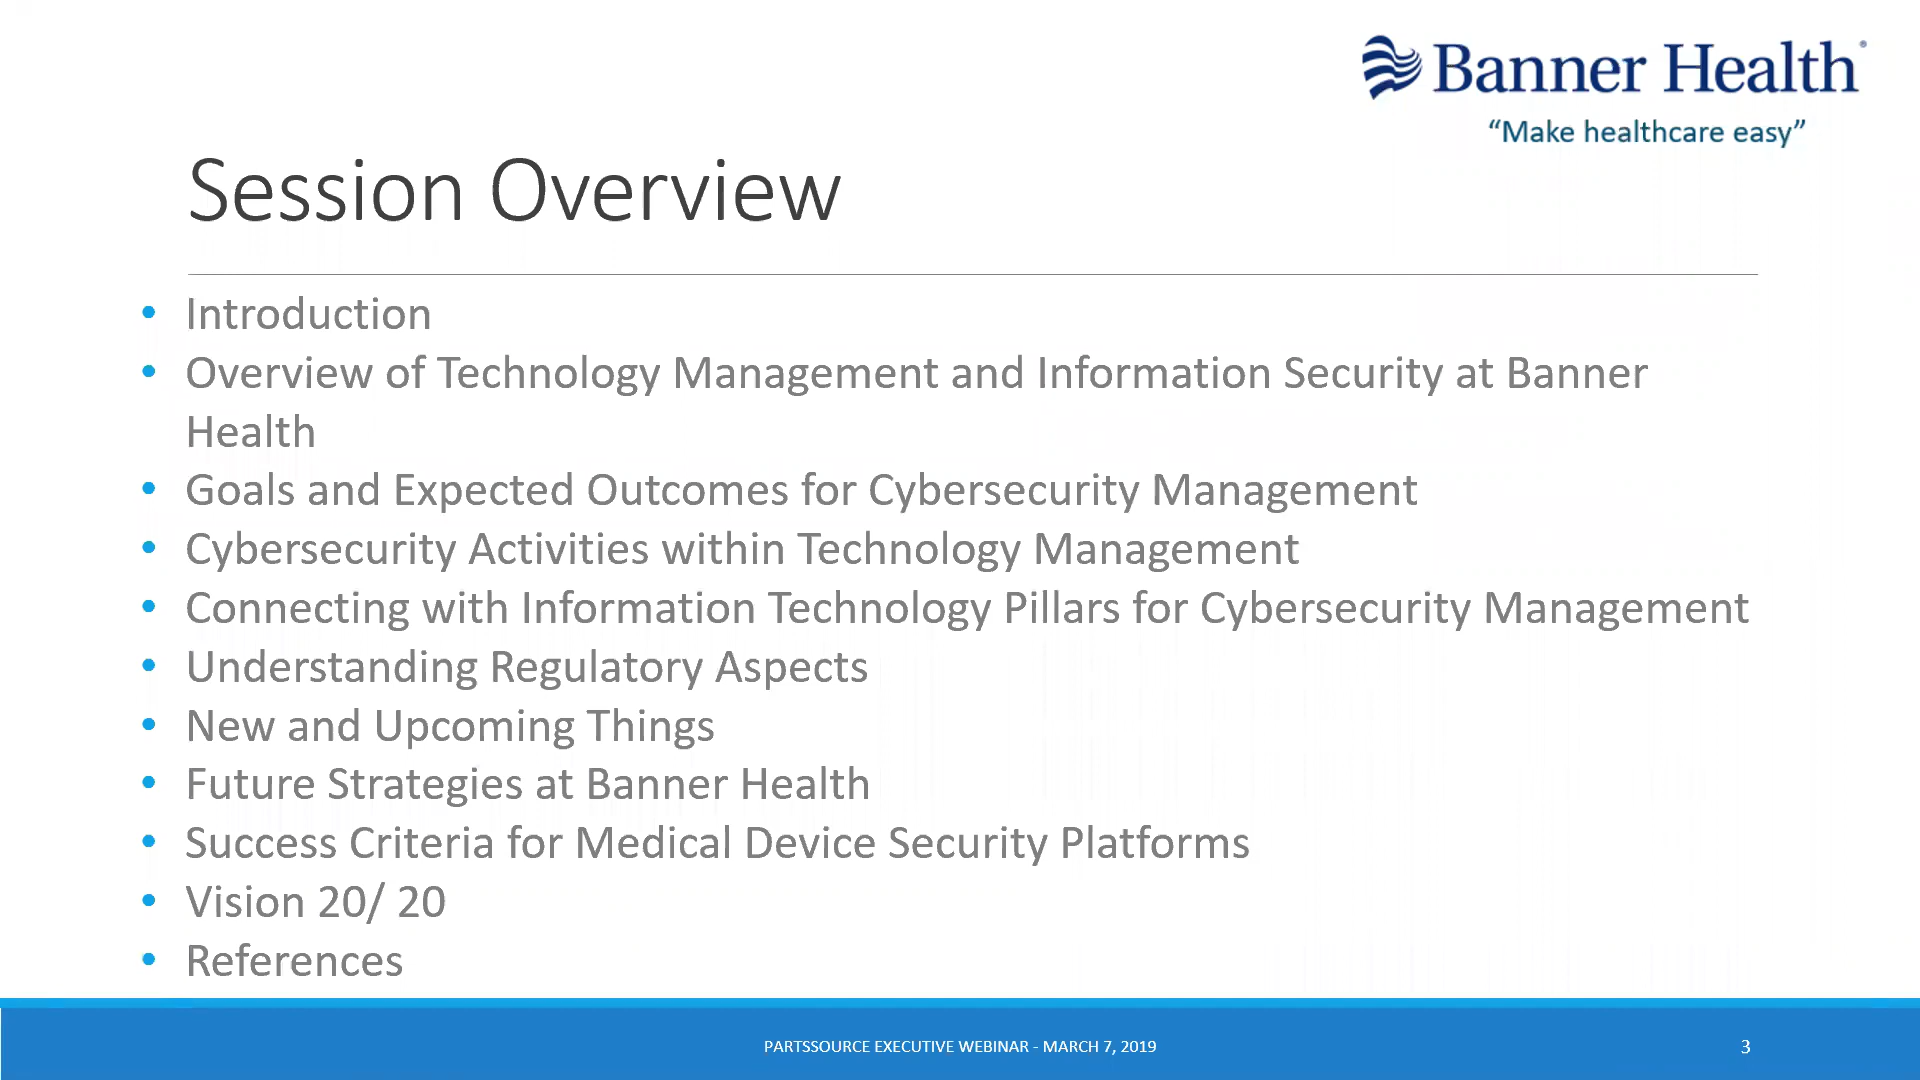 Banner Health®
“Make healthcare easy”
Session Overview
• Introduction
• Overview of Technology Management and Information Security at Banner
Health
• Goals and Expected Outcomes for Cybersecurity Management
• Cybersecurity Activities within Technology Management
• Connecting with Information Technology Pillars for Cybersecurity Management
• Understanding Regulatory Aspects
• New and Upcoming Things
• Future Strategies at Banner Health
• Success Criteria for Medical Device Security Platforms
• Vision 20/ 20
• References
PARTSSOURCE EXECUTIVE WEBINAR - MARCH 7, 2019
3